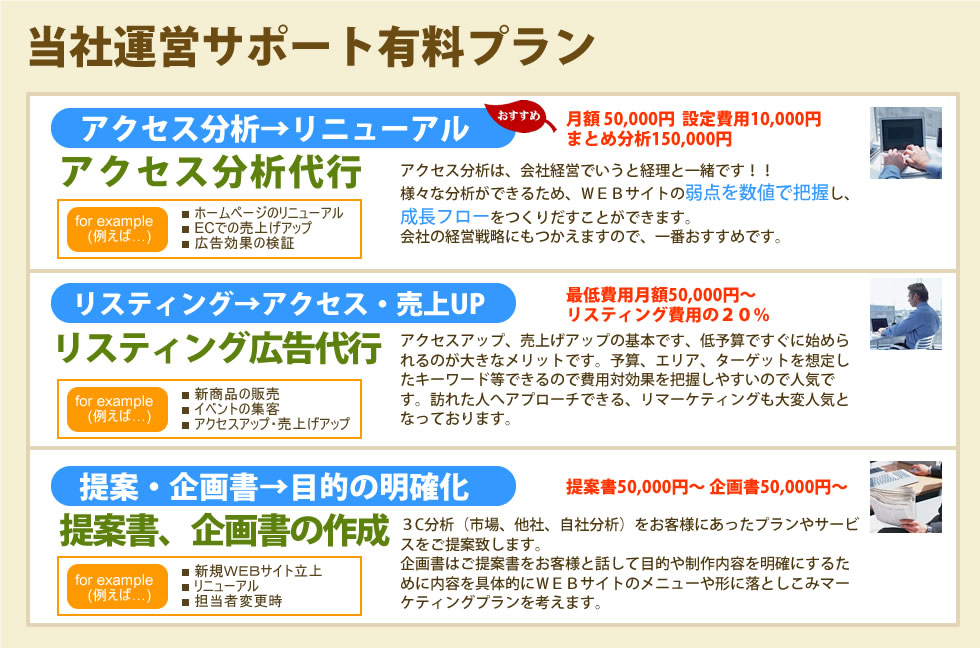 当社運営サポート有料プラン
アクセス分析→リニューアル
おすすめ
月額 50,000円 設定費用10,000円
まとめ分析150,000円
アクセス分析代行
for example
(例えば…)
■ ホームページのリニューアル
■ ECでの売上げアップ
■ 広告効果の検証
アクセス分析は、会社経営でいうと経理と一緒です！！
様々な分析ができるため、ＷＥＢサイトの弱点を数値で把握し、
成長フローをつくりだすことができます。
会社の経営戦略にもつかえますので、一番おすすめです。
リスティング→アクセス・売上UP
最低費用月額50,000円～
リスティング費用の２０％
リスティング広告代行
for example
(例えば…)
■ 新商品の販売
■ イベントの集客
■ アクセスアップ・売上げアップ
アクセスアップ、売上げアップの基本です、低予算ですぐに始めら
れるのが大きなメリットです。予算、エリア、ターゲットを想定し
たキーワード等できるので費用対効果を把握しやすいので人気で
す。訪れた人へアプローチできる、リマーケティングも大変人気と
なっております。
提案・企画書→目的の明確化
提案書50,000円～ 企画書50,000円～
提案書、企画書の作成
for example
(例えば…)
■ 新規WEBサイト立上
■ リニューアル
■ 担当者変更時
３C分析（市場、他社、自社分析）をお客様にあったプランやサービ
スをご提案致します。
企画書はご提案書をお客様と話して目的や制作内容を明確にするた
めに内容を具体的にＷＥＢサイトのメニューや形に落としこみマー
ケティングプランを考えます。